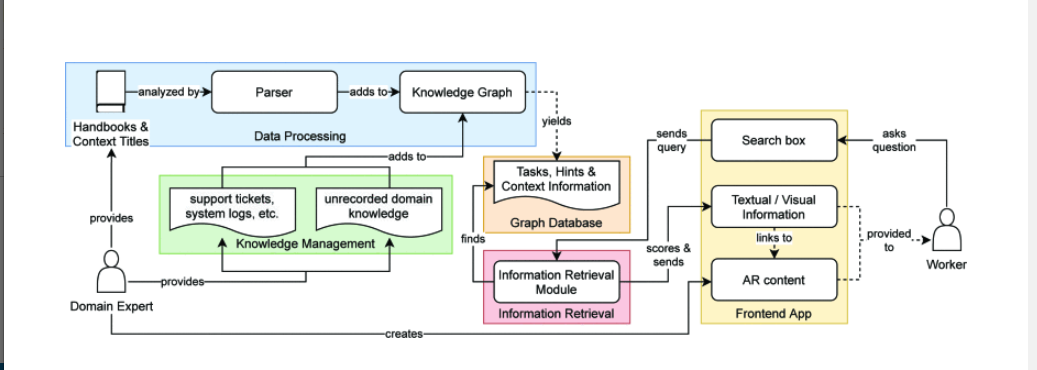 analyzed by
Parser
adds to
Knowledge Graph
Handbooks &
Context Titles
Data Processing
yields
sends
query
Search box
asks
question
adds to
Tasks, Hints &
Context Information
Graph Database
support tickets,
system logs, etc.
unrecorded domain
knowledge
Knowledge Management
provides
finds
Textual / Visual
Information
links to
provided
to
scores &
sends
Worker
Information Retrieval
Module
Information Retrieval
AR content
Frontend App
provides
Domain Expert
creates